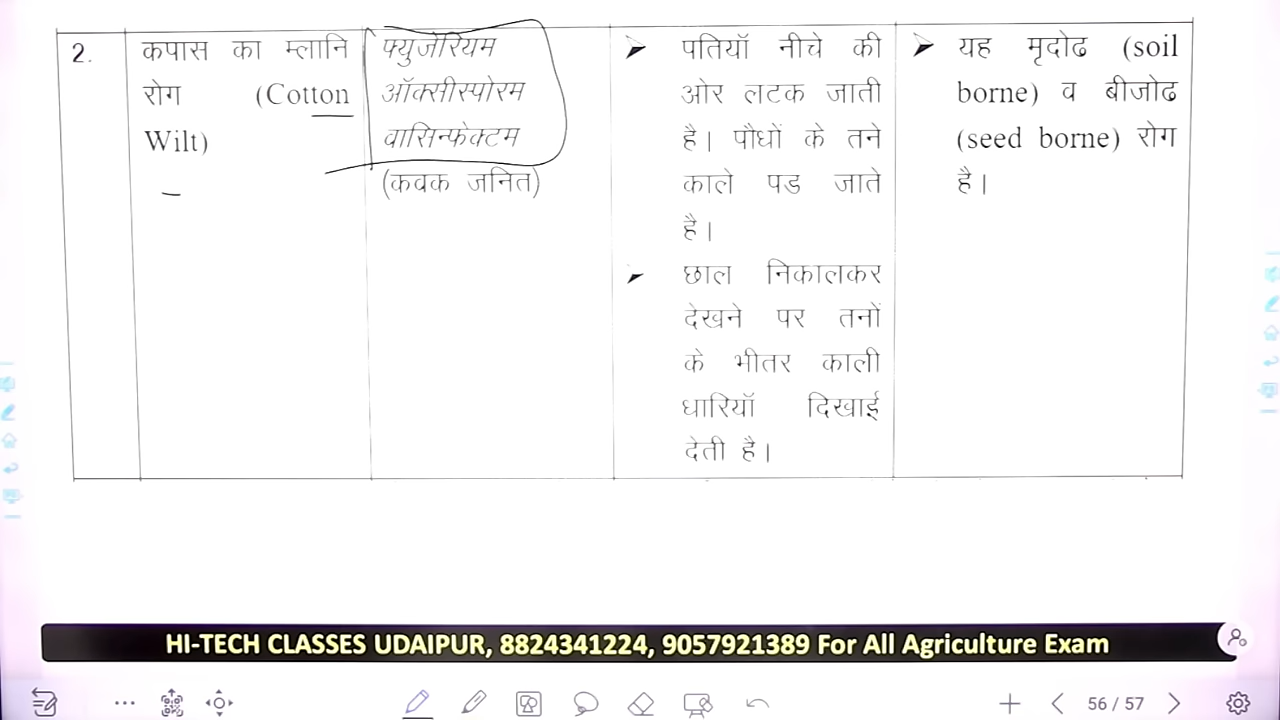 2.
कपास का म्लानि
रोग (Cotton
Wilt)
फ्युजेरियम
ऑक्सीस्पोरम
वासिन्फेक्टम
(कवक जनित)
पतियॉ नीचे की
ओर लटक जाती
है। पौधों के तने
काले पड जाते
है।
छाल निकालकर
देखने पर तनों
के भीतर काली
धारियॉ दिखाई
देती है।
यह मृदोढ (soil
borne) व बीजोढ
(seed borne) रोग
है।
HI-TECH CLASSES UDAIPUR, 8824341224, 9057921389 For All Agriculture Exam
56 / 57